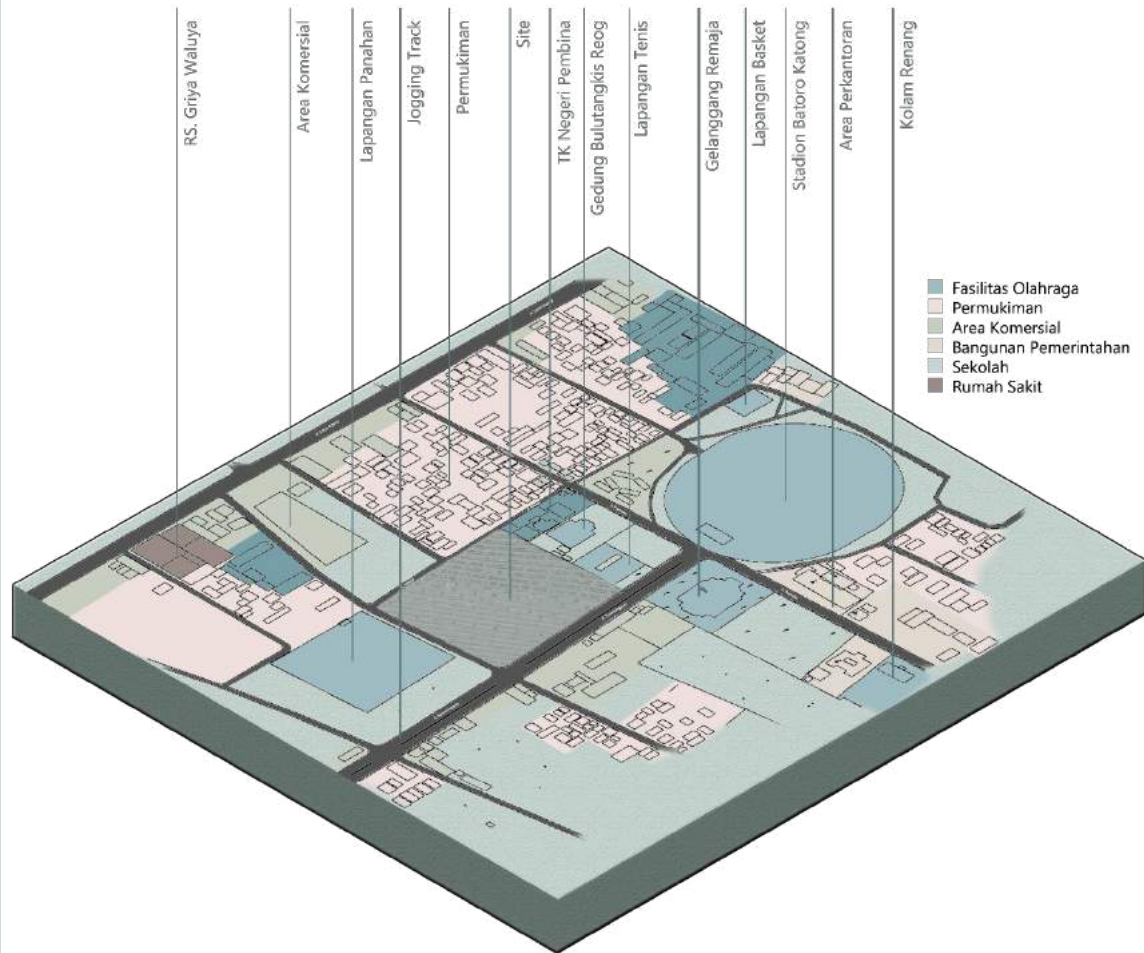 RS. Griya Waluya
Area Komersial
Lapangan Panahan
Jogging Track
Permukiman
Site
TK Negeri Pembina
Gedung Bulutangkis Reog
Lapangan Tenis
Gelanggang Remaja
Lapangan Basket
Stadion Batoro Katong
Area Perkantoran
Kolam Renang
Fasilitas Olahraga
Permukiman
Area Komersial
Bangunan Pemerintahan
Sekolah
Rumah Sakit